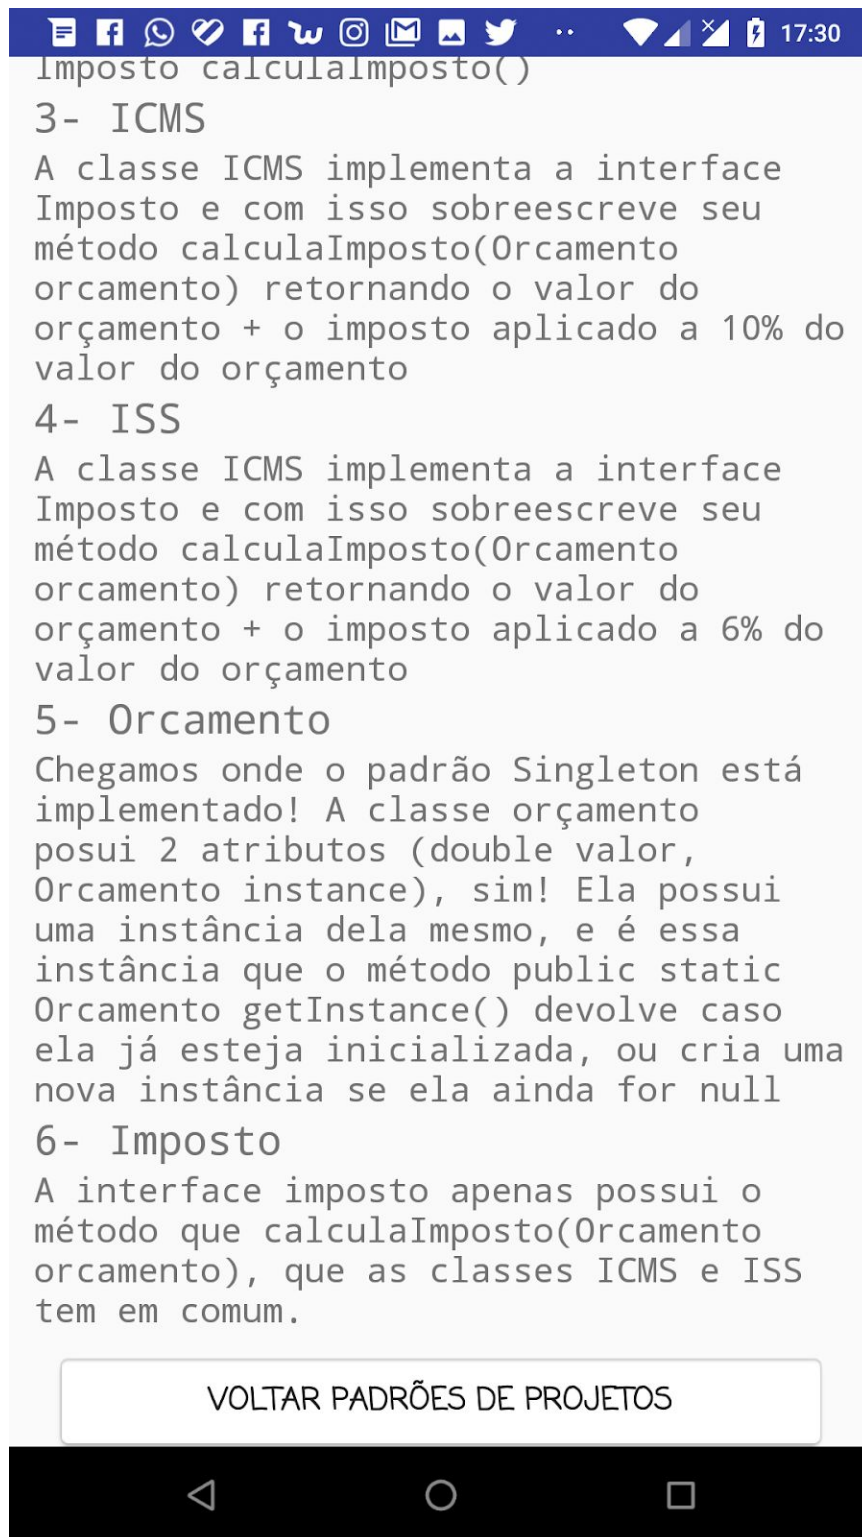 17:30
Imposto calculaImposto()
3- ICMS
A classe ICMS implementa a interface
Imposto e com isso sobreescreve seu
método calculaImposto(Orcamento
orcamento) retornando o valor do
orçamento + o imposto aplicado a 10% do
valor do orçamento
4- ISS
A classe ICMS implementa a interface
Imposto e com isso sobreescreve seu
método calculaImposto(Orcamento
orcamento) retornando o valor do
orçamento + o imposto aplicado a 6% do
valor do orçamento
5- Orcamento
Chegamos onde o padrão Singleton está
implementado! A classe orçamento
posui 2 atributos (double valor,
Orcamento instance), sim! Ela possui
uma instância dela mesmo, e é essa
instância que o método public static
Orcamento getInstance() devolve caso
ela já esteja inicializada, ou cria uma
nova instância se ela ainda for null
6- Imposto
A interface imposto apenas possui o
método que calculaImposto(Orcamento
orcamento), que as classes ICMS e ISS
tem em comum.
VOLTAR PADRÕES DE PROJETOS